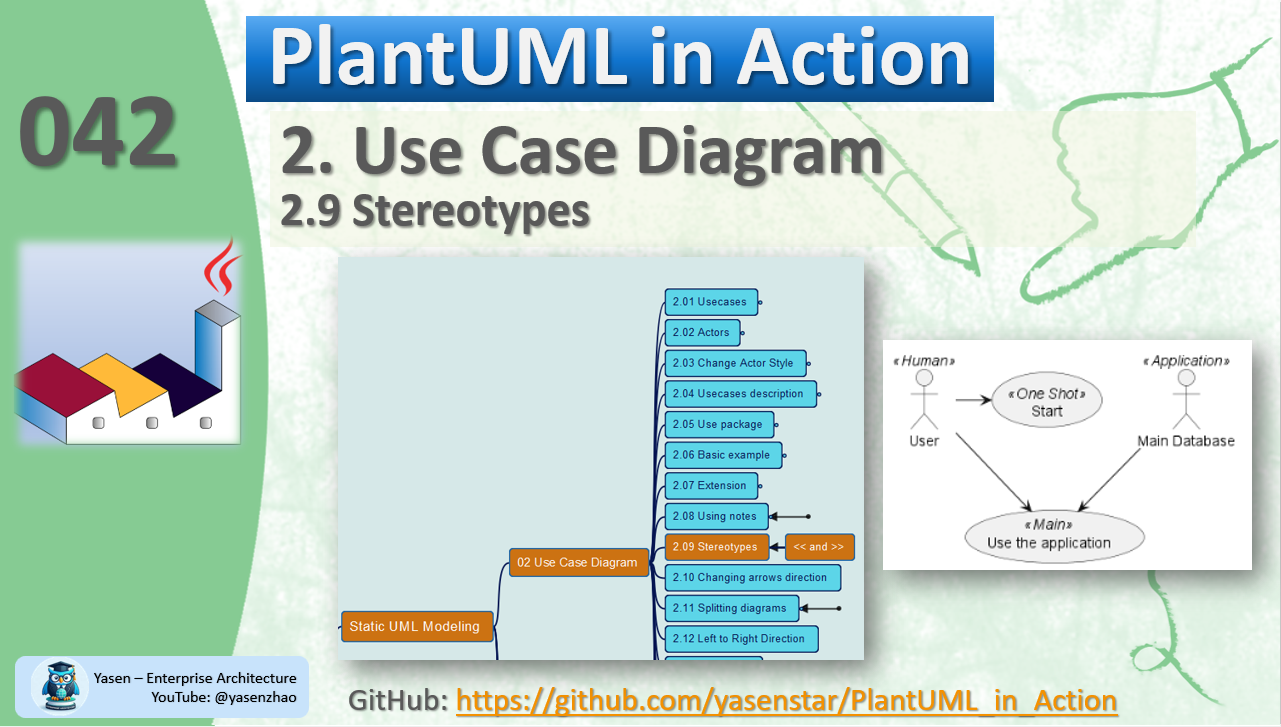 PlantUML in Action
042
2. Use Case Diagram
2.9 Stereotypes
2.01 Usecases
2.02 Actors
2.03 Change Actor Style
2.04 Usecases description
2.05 Use package
2.06 Basic example
2.07 Extension
2.08 Using notes
2.09 Stereotypes
<< and >>
02 Use Case Diagram
2.10 Changing arrows direction
2.11 Splitting diagrams
Static UML Modeling
2.12 Left to Right Direction
«Human»
User
«One Shot»
Start
«Application»
Main Database
«Main»
Use the application
Yasen – Enterprise Architecture
YouTube: @yasenzhao
GitHub: https://github.com/yasenstar/PlantUML_in_Action